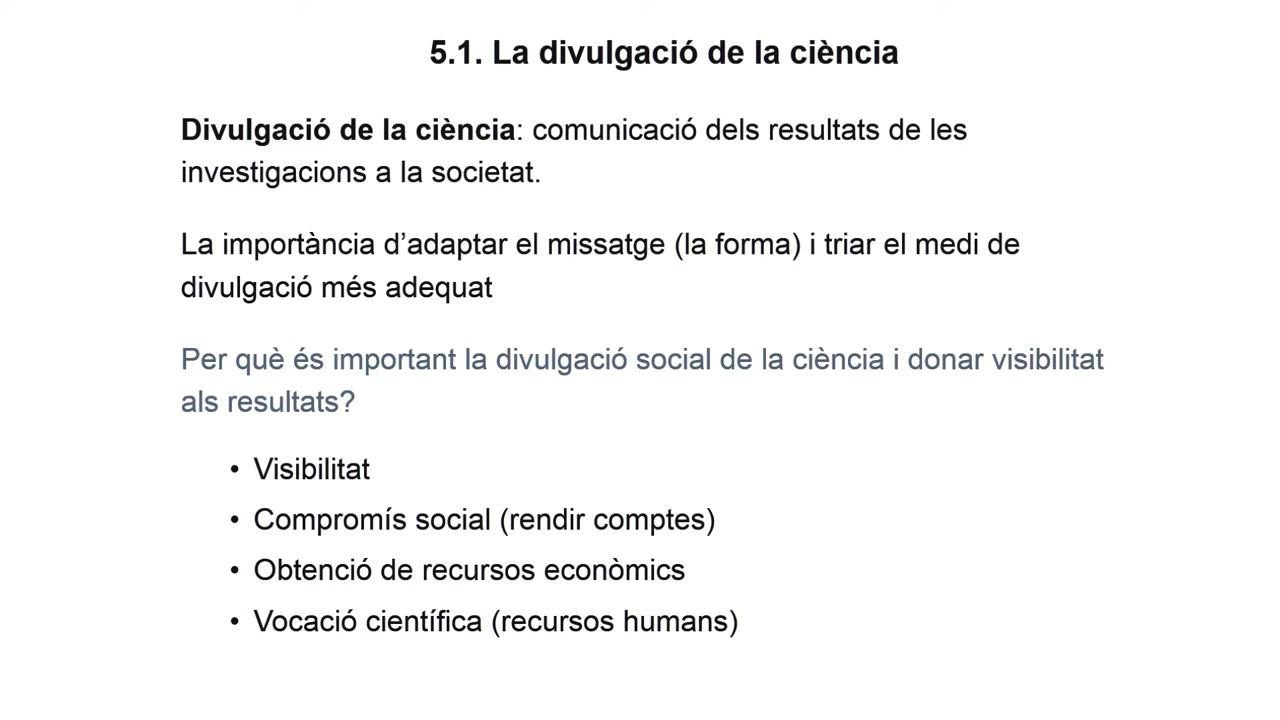 5.1. La divulgació de la ciència
Divulgació de la ciència: comunicació dels resultats de les
investigacions a la societat.
La importància d’adaptar el missatge (la forma) i triar el medi de
divulgació més adequat
Per què és important la divulgació social de la ciència i donar visibilitat
als resultats?
• Visibilitat
• Compromís social (rendir comptes)
• Obtenció de recursos econòmics
• Vocació científica (recursos humans)